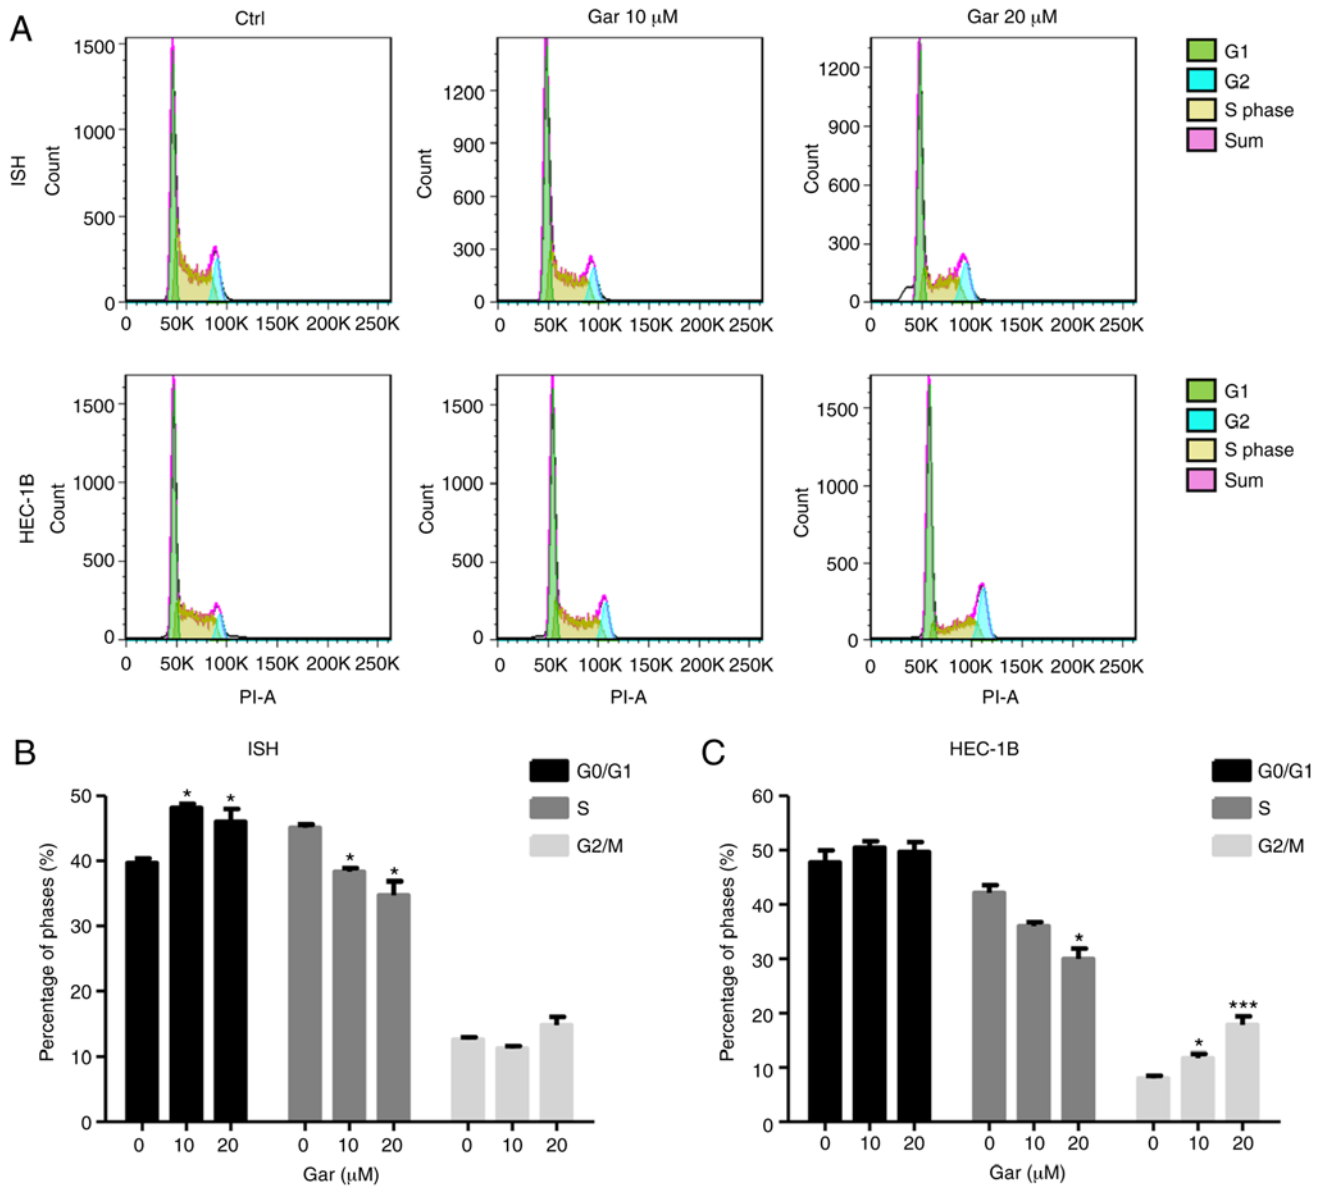 A
Ctrl
Gar 10 μM
Gar 20 μM
ISH
Count
1500
1000
500
0
0 50K 100K 150K 200K 250K
Count
1200
900
600
300
0
0 50K 100K 150K 200K 250K
Count
1200
900
600
300
0
0 50K 100K 150K 200K 250K
G1
G2
S phase
Sum
HEC-1B
Count
1500
1000
500
0
0 50K 100K 150K 200K 250K
PI-A
Count
1500
1000
500
0
0 50K 100K 150K 200K 250K
Count
1500
1000
500
0
0 50K 100K 150K 200K 250K
PI-A
G1
G2
S phase
Sum
B
ISH
G0/G1
S
G2/M
Percentage of phases (%)
50
40
30
20
10
0
* *
* *
0 10 20 0 10 20 0 10 20
Gar (μM)
C
HEC-1B
G0/G1
S
G2/M
Percentage of phases (%)
60
50
40
30
20
10
0
*
* ***
0 10 20 0 10 20 0 10 20
Gar (μM)